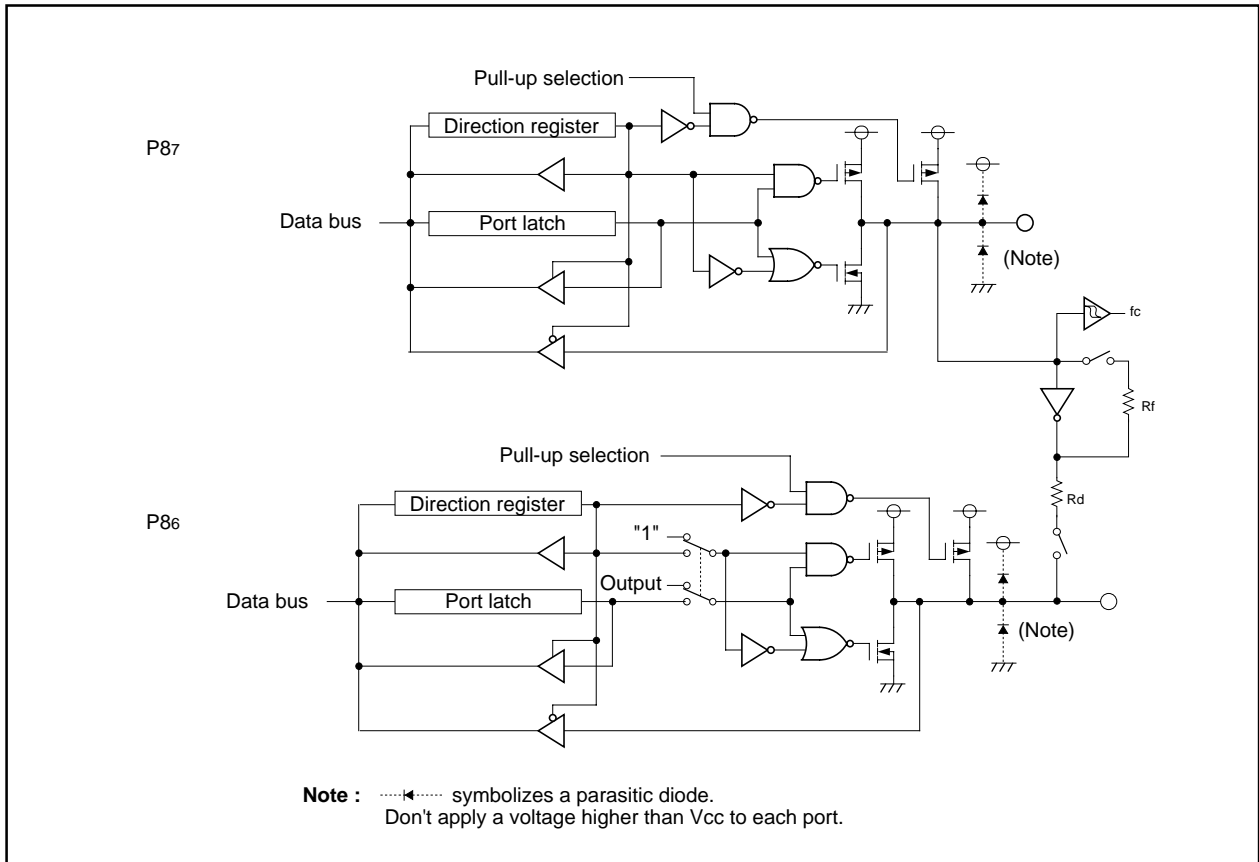 Pull-up selection
Direction register
P87
Data bus
Port latch
(Note)
fc
Rf
Pull-up selection
Rd
Direction register
P86
"1"
Output
Data bus
Port latch
(Note)
Note : symbolizes a parasitic diode.
Don't apply a voltage higher than Vcc to each port.